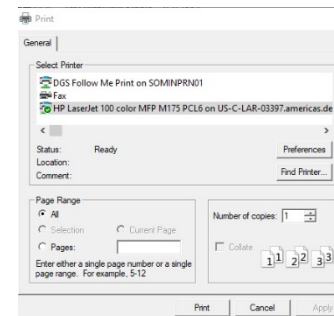 Print
General
Select Printer
DGS Follow Me Print on SOMINPRN01
Fax
HP LaserJet 100 color MFP M175 PCL6 on US-C-LAR-03397.americas.de
Status: Ready
Preferences
Location:
Comment:
Find Printer...
Page Range
All
Selection Current Page
Pages:
Enter either a single page number or a single
page range. For example, 5-12
Number of copies: 1
Collate
1 1 2 2 3 3
Print Cancel Apply